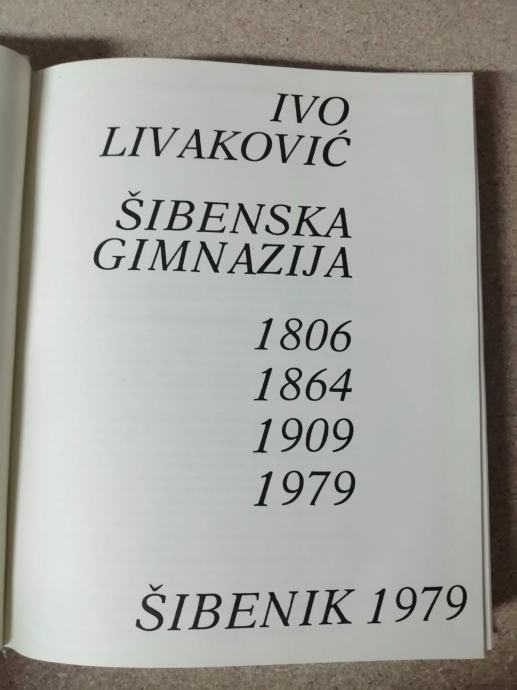 IVO
LIVAKOVIĆ
ŠIBENSKA
GIMNAZIJA
1806
1864
1909
1979
ŠIBENIK 1979